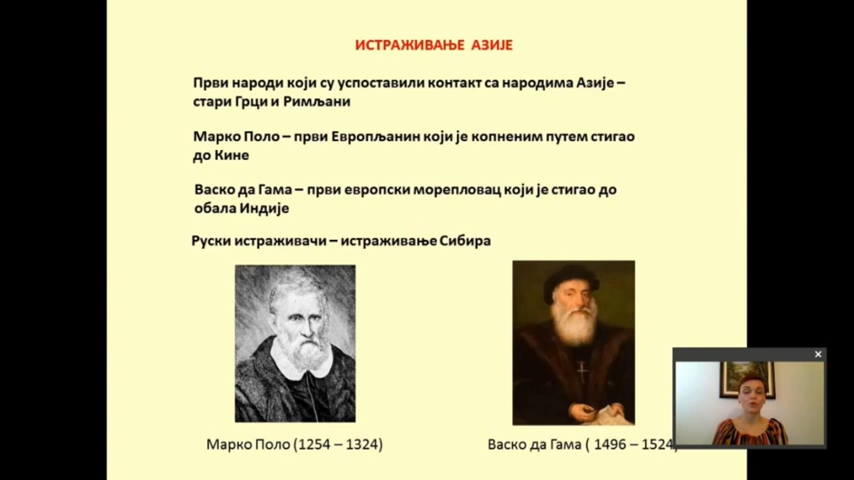 ИСТРАЖИВАЊЕ АЗИЈЕ
Први народи који су успоставили контакт са народима Азије –
стари Грци и Римљани
Марко Поло – први Европљанин који је копненим путем стигао
до Кине
Васко да Гама – први европски морепловац који је стигао до
обала Индије
Руски истраживачи – истраживање Сибира
Марко Поло (1254 – 1324)
Васко да Гама ( 1496 – 1524)